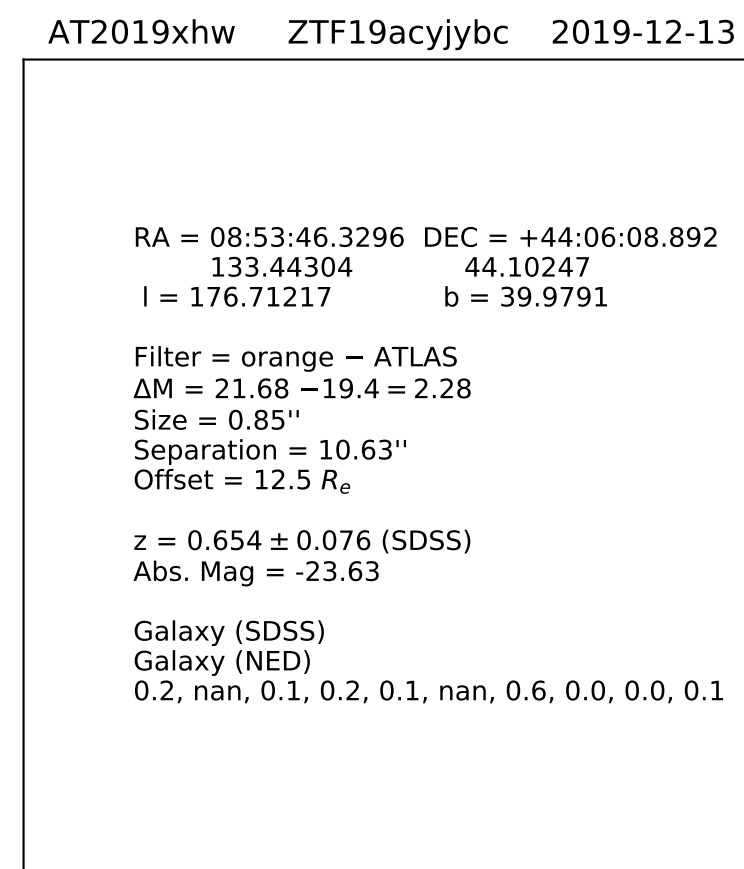 AT2019xhw ZTF19acyjybc 2019-12-13
RA = 08:53:46.3296 DEC = +44:06:08.892
133.44304 44.10247
l = 176.71217 b = 39.9791
Filter = orange − ATLAS
ΔM = 21.68 −19.4 = 2.28
Size = 0.85''
Separation = 10.63''
Offset = 12.5 Rₑ
z = 0.654 ± 0.076 (SDSS)
Abs. Mag = -23.63
Galaxy (SDSS)
Galaxy (NED)
0.2, nan, 0.1, 0.2, 0.1, nan, 0.6, 0.0, 0.0, 0.1